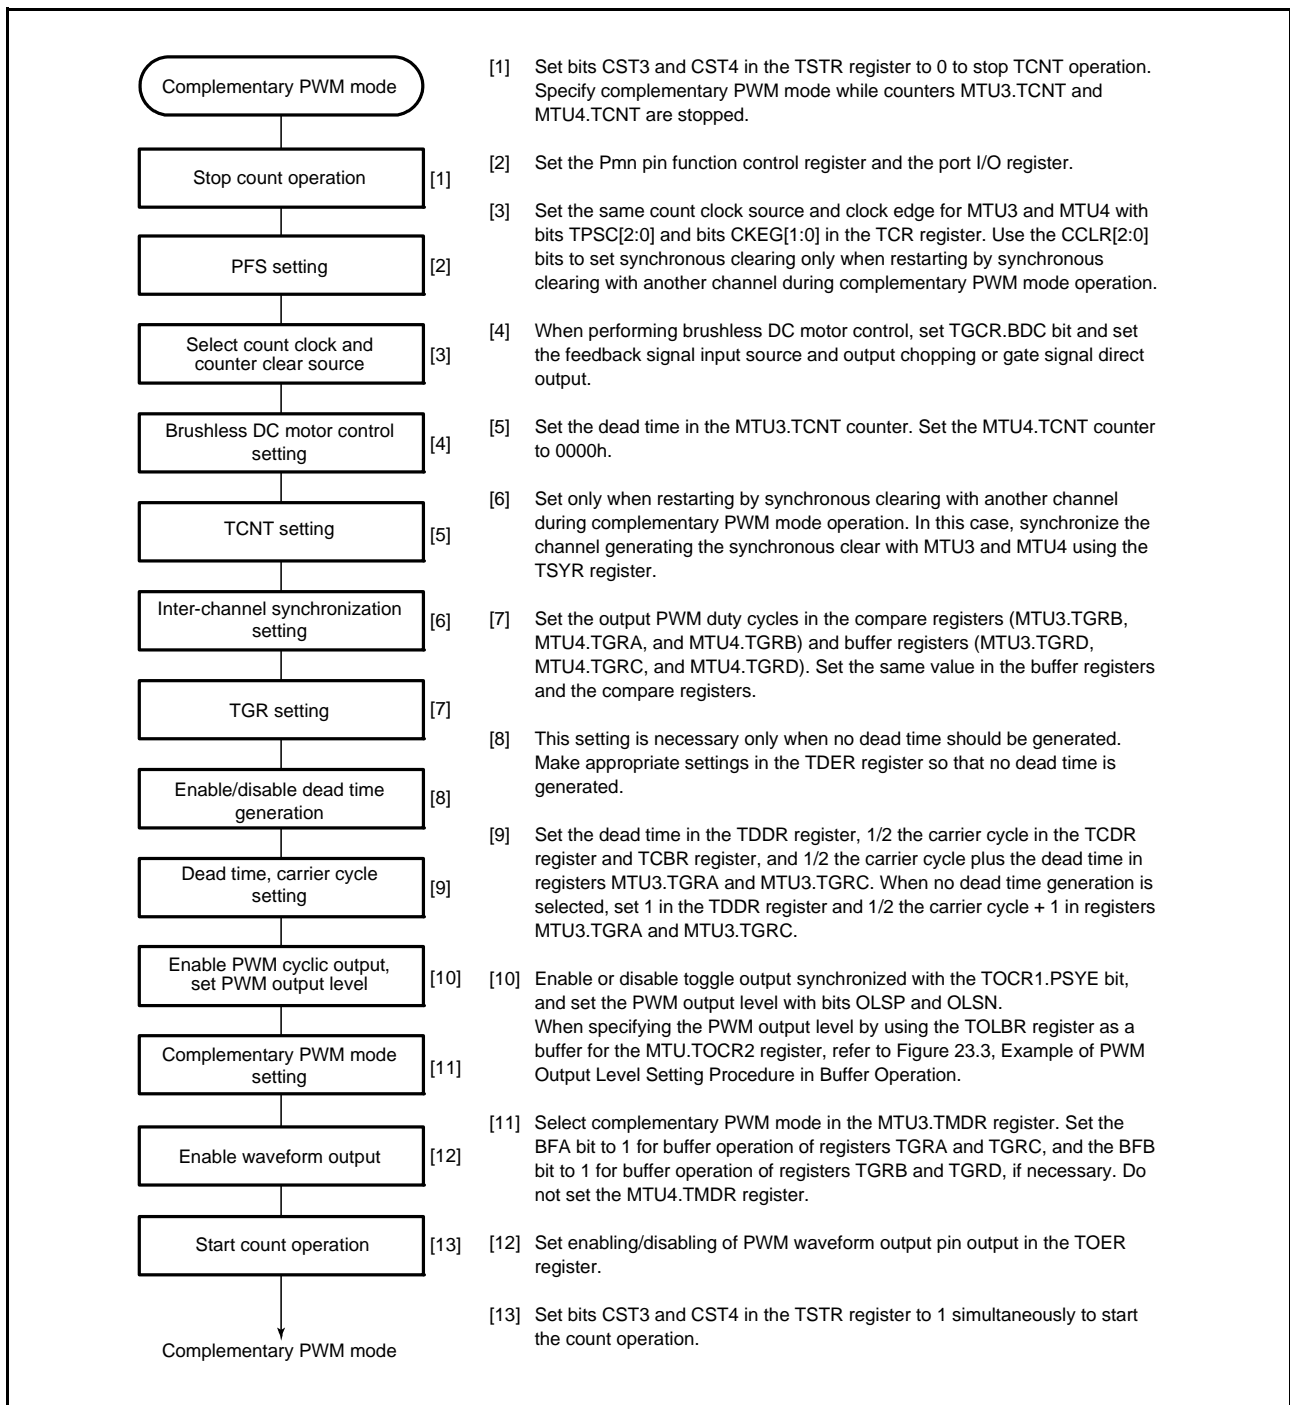 Complementary PWM mode
Stop count operation [1]
PFS setting [2]
Select count clock and
counter clear source [3]
Brushless DC motor control
setting [4]
TCNT setting [5]
Inter-channel synchronization
setting [6]
TGR setting [7]
Enable/disable dead time
generation [8]
Dead time, carrier cycle
setting [9]
Enable PWM cyclic output,
set PWM output level [10]
Complementary PWM mode
setting [11]
Enable waveform output [12]
Start count operation [13]
Complementary PWM mode
[1] Set bits CST3 and CST4 in the TSTR register to 0 to stop TCNT operation.
Specify complementary PWM mode while counters MTU3.TCNT and
MTU4.TCNT are stopped.
[2] Set the Pmn pin function control register and the port I/O register.
[3] Set the same count clock source and clock edge for MTU3 and MTU4 with
bits TPSC[2:0] and bits CKEG[1:0] in the TCR register. Use the CCLR[2:0]
bits to set synchronous clearing only when restarting by synchronous
clearing with another channel during complementary PWM mode operation.
[4] When performing brushless DC motor control, set TGCR.BDC bit and set
the feedback signal input source and output chopping or gate signal direct
output.
[5] Set the dead time in the MTU3.TCNT counter. Set the MTU4.TCNT counter
to 0000h.
[6] Set only when restarting by synchronous clearing with another channel
during complementary PWM mode operation. In this case, synchronize the
channel generating the synchronous clear with MTU3 and MTU4 using the
TSYR register.
[7] Set the output PWM duty cycles in the compare registers (MTU3.TGRB,
MTU4.TGRA, and MTU4.TGRB) and buffer registers (MTU3.TGRD,
MTU4.TGRC, and MTU4.TGRD). Set the same value in the buffer registers
and the compare registers.
[8] This setting is necessary only when no dead time should be generated.
Make appropriate settings in the TDER register so that no dead time is
generated.
[9] Set the dead time in the TDDR register, 1/2 the carrier cycle in the TCDR
register and TCBR register, and 1/2 the carrier cycle plus the dead time in
registers MTU3.TGRA and MTU3.TGRC. When no dead time generation is
selected, set 1 in the TDDR register and 1/2 the carrier cycle + 1 in registers
MTU3.TGRA and MTU3.TGRC.
[10] Enable or disable toggle output synchronized with the TOCR1.PSYE bit,
and set the PWM output level with bits OLSP and OLSN.
When specifying the PWM output level by using the TOLBR register as a
buffer for the MTU.TOCR2 register, refer to Figure 23.3, Example of PWM
Output Level Setting Procedure in Buffer Operation.
[11] Select complementary PWM mode in the MTU3.TMDR register. Set the
BFA bit to 1 for buffer operation of registers TGRA and TGRC, and the BFB
bit to 1 for buffer operation of registers TGRB and TGRD, if necessary. Do
not set the MTU4.TMDR register.
[12] Set enabling/disabling of PWM waveform output pin output in the TOER
register.
[13] Set bits CST3 and CST4 in the TSTR register to 1 simultaneously to start
the count operation.